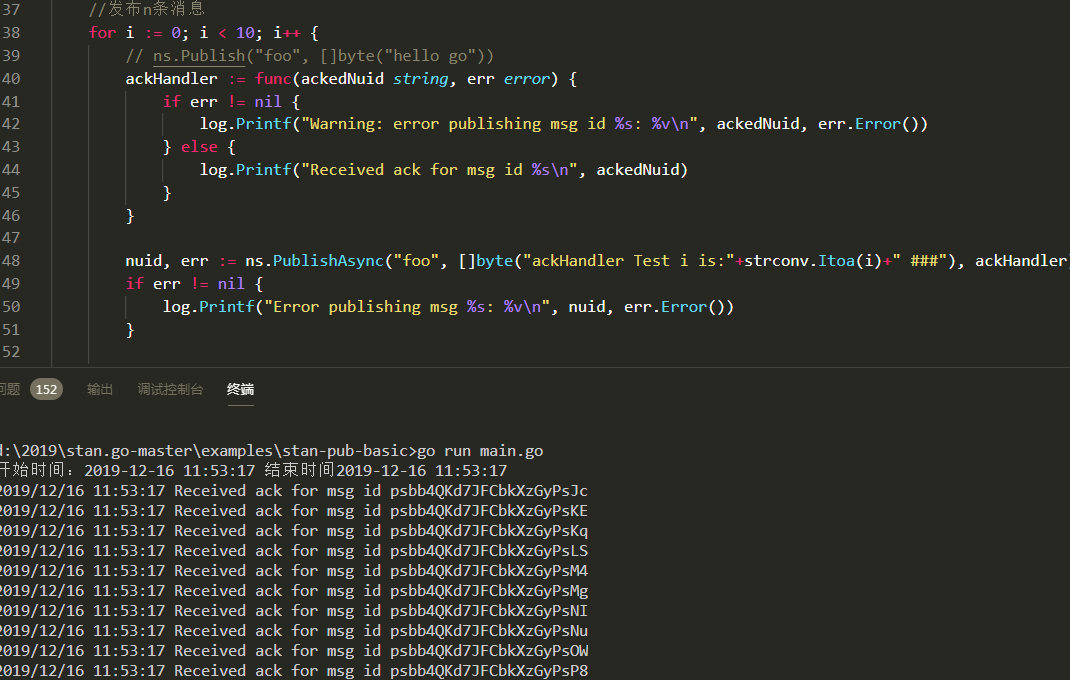 37 //发布n条消息
38 for i := 0; i < 10; i++ {
39 // ns.Publish("foo", []byte("hello go"))
40 ackHandler := func(ackedNuid string, err error) {
41 if err != nil {
42 log.Printf("Warning: error publishing msg id %s: %v\n", ackedNuid, err.Error())
43 } else {
44 log.Printf("Received ack for msg id %s\n", ackedNuid)
45 }
46 }
47
48 nuid, err := ns.PublishAsync("foo", []byte("ackHandler Test i is:"+strconv.Itoa(i)+" ###"), ackHandler)
49 if err != nil {
50 log.Printf("Error publishing msg %s: %v\n", nuid, err.Error())
51 }
52
问题 152 输出 调试控制台 终端
d:\2019\stan.go-master\examples\stan-pub-basic>go run main.go
开始时间：2019-12-16 11:53:17 结束时间2019-12-16 11:53:17
2019/12/16 11:53:17 Received ack for msg id psbb4QKd7JFCbkXzGyPsJc
2019/12/16 11:53:17 Received ack for msg id psbb4QKd7JFCbkXzGyPsKE
2019/12/16 11:53:17 Received ack for msg id psbb4QKd7JFCbkXzGyPsKq
2019/12/16 11:53:17 Received ack for msg id psbb4QKd7JFCbkXzGyPsLS
2019/12/16 11:53:17 Received ack for msg id psbb4QKd7JFCbkXzGyPsM4
2019/12/16 11:53:17 Received ack for msg id psbb4QKd7JFCbkXzGyPsMg
2019/12/16 11:53:17 Received ack for msg id psbb4QKd7JFCbkXzGyPsNI
2019/12/16 11:53:17 Received ack for msg id psbb4QKd7JFCbkXzGyPsNu
2019/12/16 11:53:17 Received ack for msg id psbb4QKd7JFCbkXzGyPsOW
2019/12/16 11:53:17 Received ack for msg id psbb4QKd7JFCbkXzGyPsP8